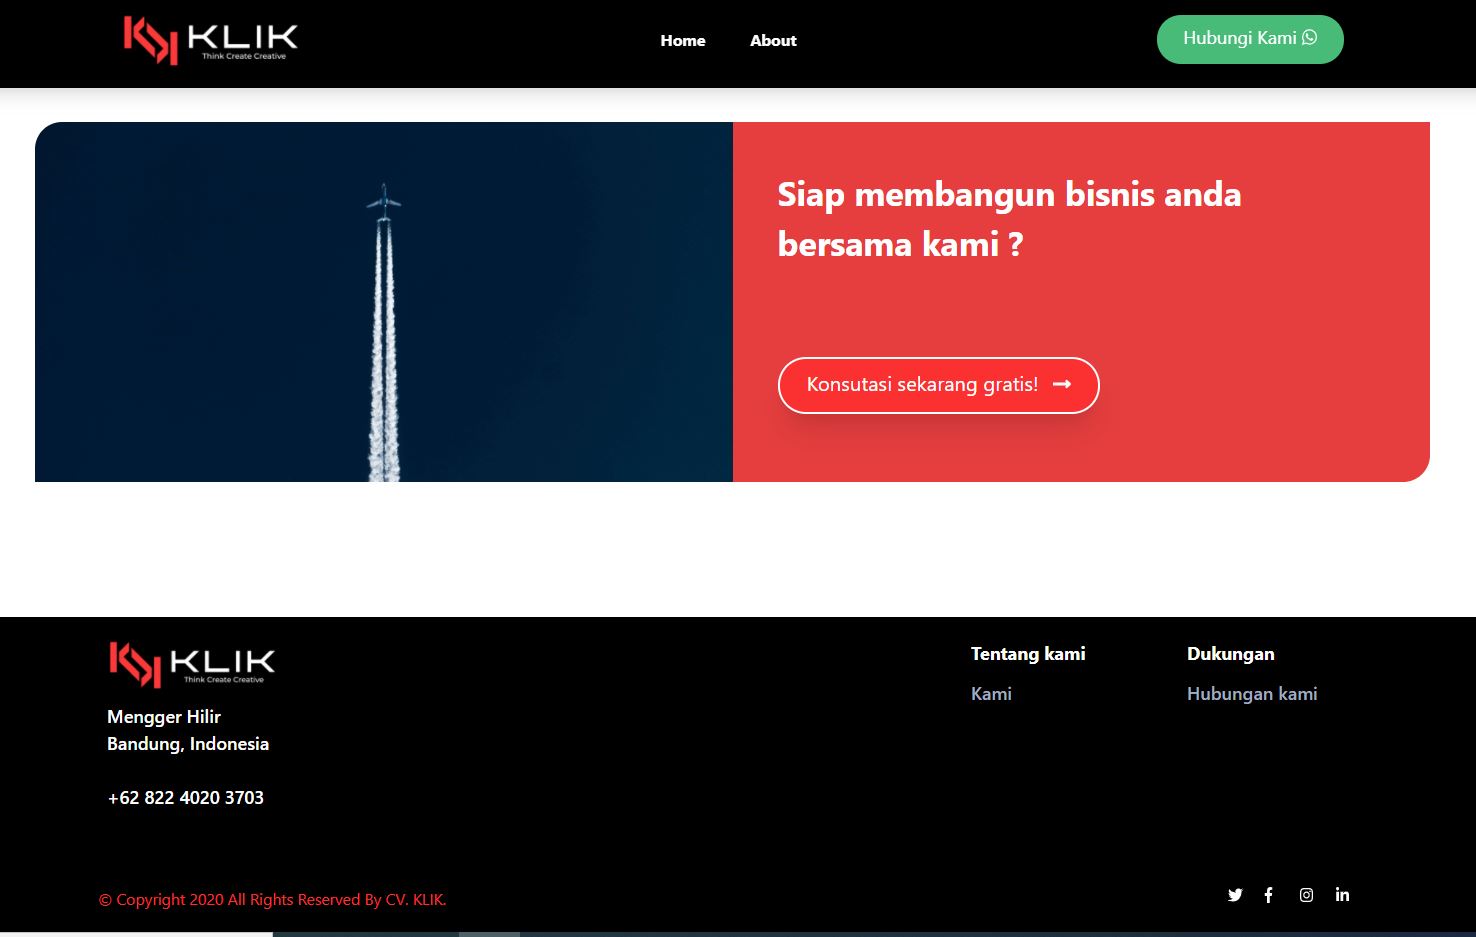 KLIK
Think Create Creative
Home
About
Hubungi Kami
Siap membangun bisnis anda
bersama kami ?
Konsutasi sekarang gratis!
KLIK
Think Create Creative
Mengger Hilir
Bandung, Indonesia
+62 822 4020 3703
Tentang kami
Kami
Dukungan
Hubungan kami
© Copyright 2020 All Rights Reserved By CV. KLIK.